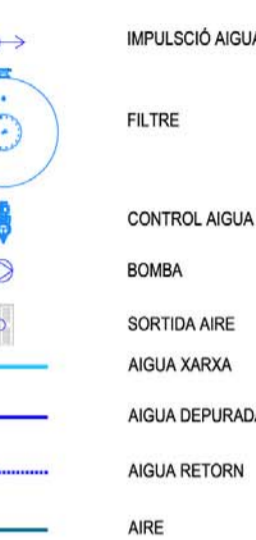 IMPULSCIÓ AIGUA
FILTRE
CONTROL AIGUA
BOMBA
SORTIDA AIRE
AIGUA XARXA
AIGUA DEPURADA
AIGUA RETORN
AIRE